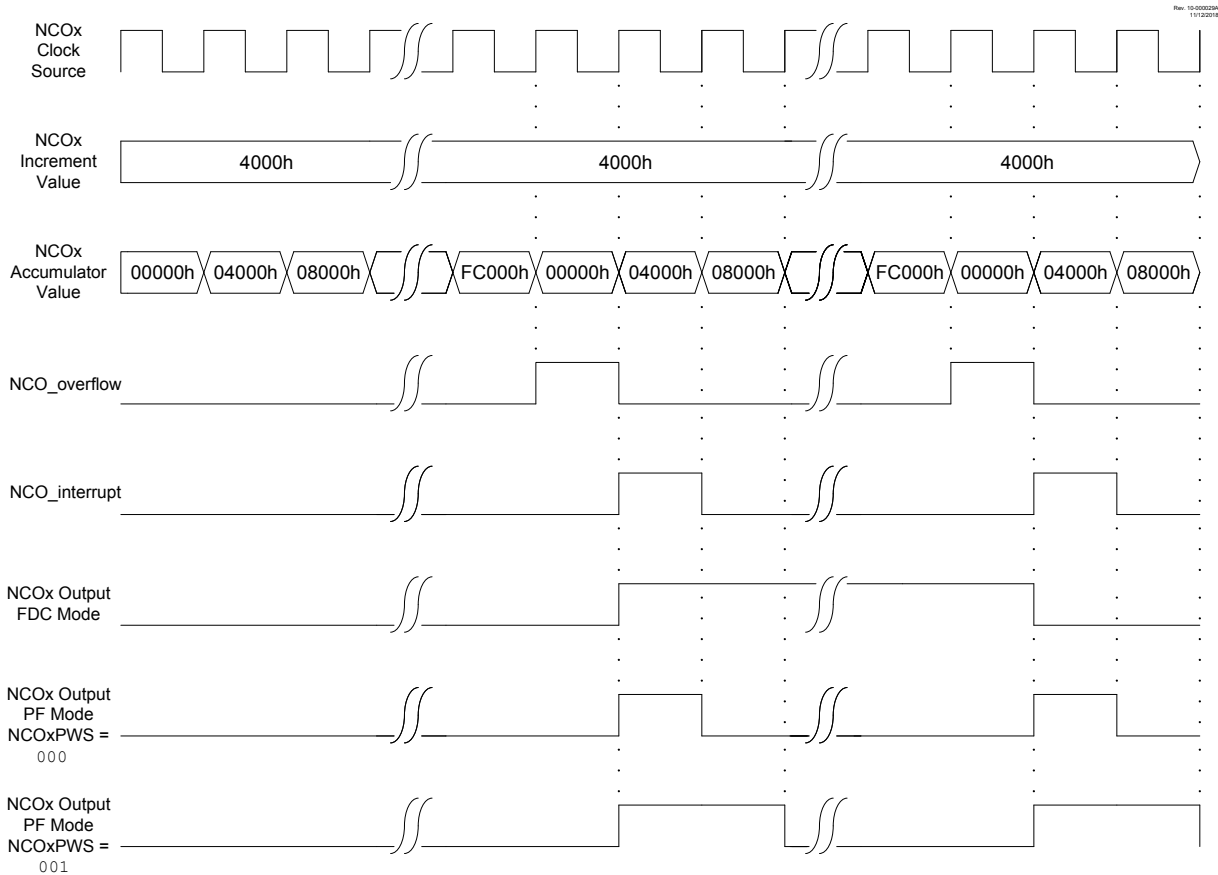 Rev. 10-000029A
11/12/2018
NCOx
Clock
Source
NCOx
Increment
Value
4000h
4000h
4000h
NCOx
Accumulator
Value
00000h 04000h 08000h FC000h 00000h 04000h 08000h FC000h 00000h 04000h 08000h
NCO_overflow
NCO_interrupt
NCOx Output
FDC Mode
NCOx Output
PF Mode
NCOxPWS =
000
NCOx Output
PF Mode
NCOxPWS =
001